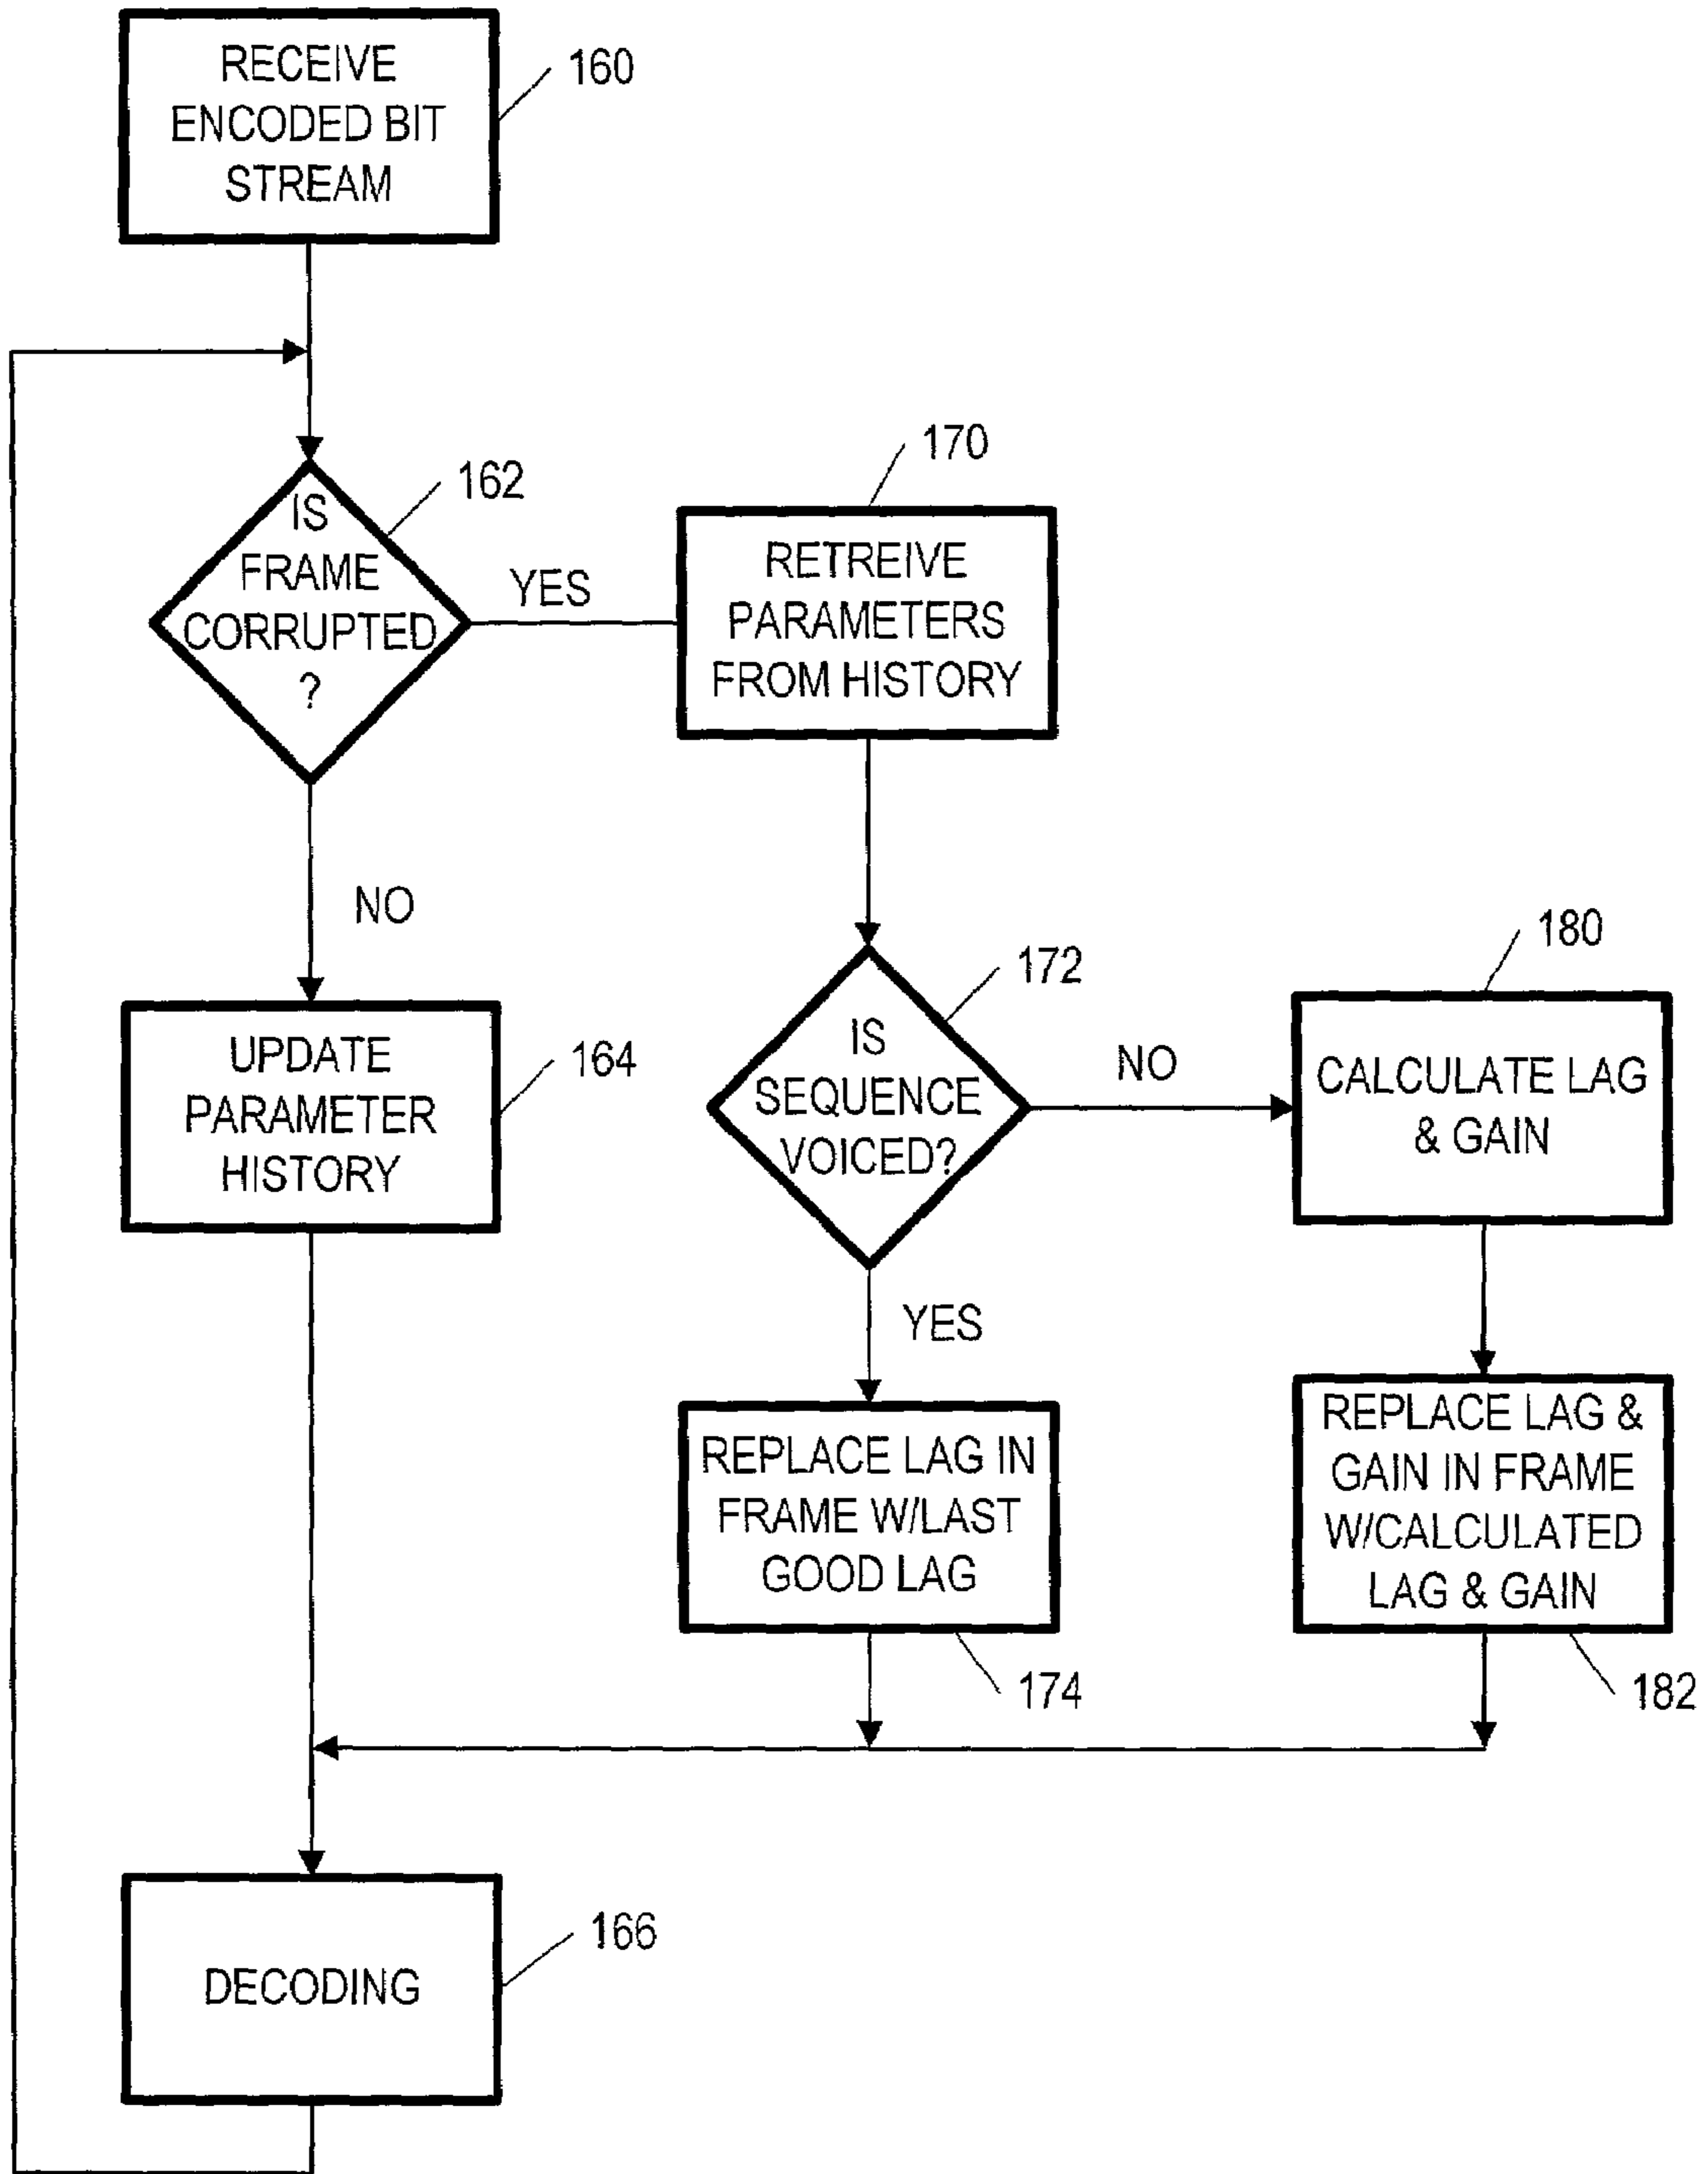 RECEIVE
ENCODED BIT
STREAM
160
IS
FRAME
CORRUPTED
?
162
YES
NO
170
RETREIVE
PARAMETERS
FROM HISTORY
UPDATE
PARAMETER
HISTORY
164
172
IS
SEQUENCE
VOICED?
NO
YES
180
CALCULATE LAG
& GAIN
REPLACE LAG IN
FRAME W/LAST
GOOD LAG
174
REPLACE LAG &
GAIN IN FRAME
W/CALCULATED
LAG & GAIN
182
DECODING
166